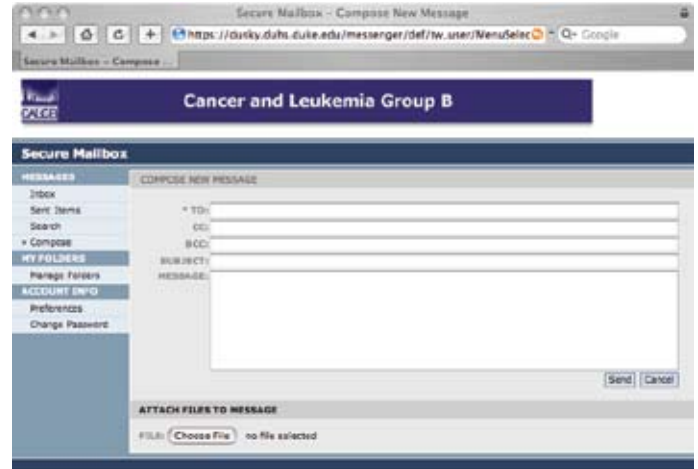 Secure Mailbox – Compose New Message
https://dusky.duhs.duke.edu/messenger/def/tw.user/MenuSelec
Q- Google
Secure Mailbox – Compose ...
CALGB
Cancer and Leukemia Group B
Secure Mailbox
MESSAGES
Inbox
Sent Items
Search
Compose
MY FOLDERS
Manage Folders
ACCOUNT INFO
Preferences
Change Password
COMPOSE NEW MESSAGE
* TO:
CC:
BCC:
SUBJECT:
MESSAGE:
Send Cancel
ATTACH FILES TO MESSAGE
FILE: Choose File no file selected